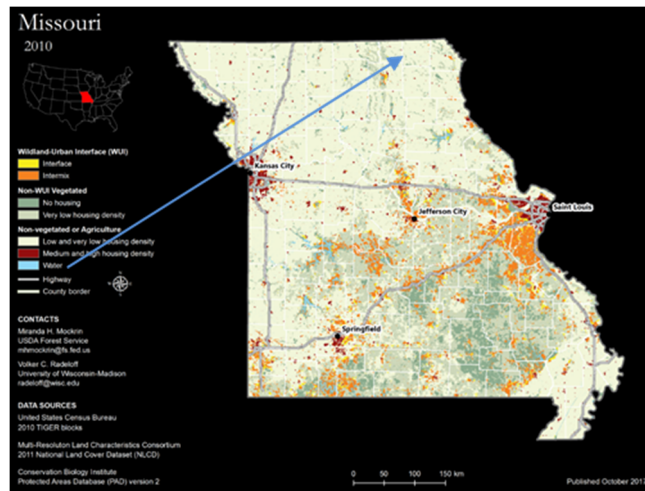 Missouri
2010
Wildland-Urban Interface (WUI)
Interface
Intermix
Non-WUI Vegetated
No housing
Very low housing density
Non-vegetated or Agriculture
Low and very low housing density
Medium and high housing density
Water
Highway
County border
CONTACTS
Miranda H. Mockrin
USDA Forest Service
mhmockrin@fs.fed.us
Volker C. Radeloff
University of Wisconsin-Madison
radeloff@wisc.edu
DATA SOURCES
United States Census Bureau
2010 TIGER blocks
Multi-Resoluton Land Characteristics Consortium
2011 National Land Cover Dataset (NLCD)
Conservation Biology Institute
Protected Areas Database (PAD) version 2
Kansas City
Saint Louis
Jefferson City
Springfield
0 50 100 150 km
Published October 2017